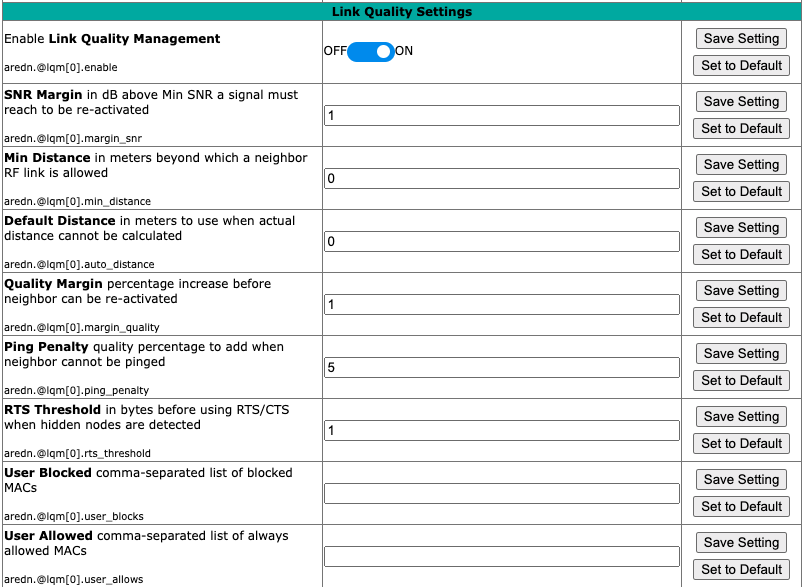 Link Quality Settings
Enable Link Quality Management
aredn.@lqm[0].enable
OFF ON
Save Setting
Set to Default
SNR Margin in dB above Min SNR a signal must
reach to be re-activated
aredn.@lqm[0].margin_snr
1
Save Setting
Set to Default
Min Distance in meters beyond which a neighbor
RF link is allowed
aredn.@lqm[0].min_distance
0
Save Setting
Set to Default
Default Distance in meters to use when actual
distance cannot be calculated
aredn.@lqm[0].auto_distance
0
Save Setting
Set to Default
Quality Margin percentage increase before
neighbor can be re-activated
aredn.@lqm[0].margin_quality
1
Save Setting
Set to Default
Ping Penalty quality percentage to add when
neighbor cannot be pinged
aredn.@lqm[0].ping_penalty
5
Save Setting
Set to Default
RTS Threshold in bytes before using RTS/CTS
when hidden nodes are detected
aredn.@lqm[0].rts_threshold
1
Save Setting
Set to Default
User Blocked comma-separated list of blocked
MACs
aredn.@lqm[0].user_blocks
Save Setting
Set to Default
User Allowed comma-separated list of always
allowed MACs
aredn.@lqm[0].user_allows
Save Setting
Set to Default